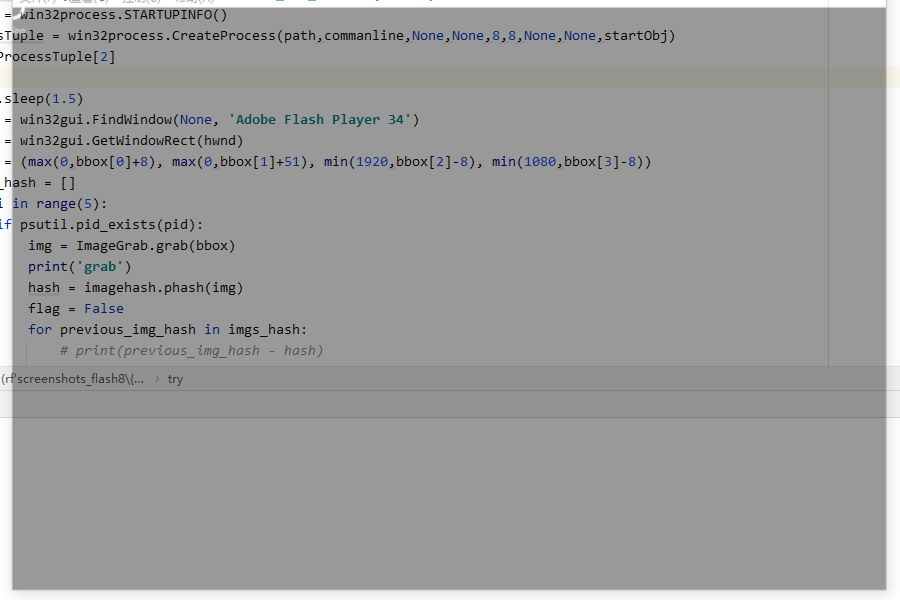 = win32process.STARTUPINFO()
sTuple = win32process.CreateProcess(path,commanline,None,None,8,8,None,None,startObj)
ProcessTuple[2]
.sleep(1.5)
= win32gui.FindWindow(None, 'Adobe Flash Player 34')
= win32gui.GetWindowRect(hwnd)
= (max(0,bbox[0]+8), max(0,bbox[1]+51), min(1920,bbox[2]-8), min(1080,bbox[3]-8))
_hash = []
i in range(5):
if psutil.pid_exists(pid):
img = ImageGrab.grab(bbox)
print('grab')
hash = imagehash.phash(img)
flag = False
for previous_img_hash in imgs_hash:
# print(previous_img_hash - hash)
(rf'screenshots_flash8\{... › try